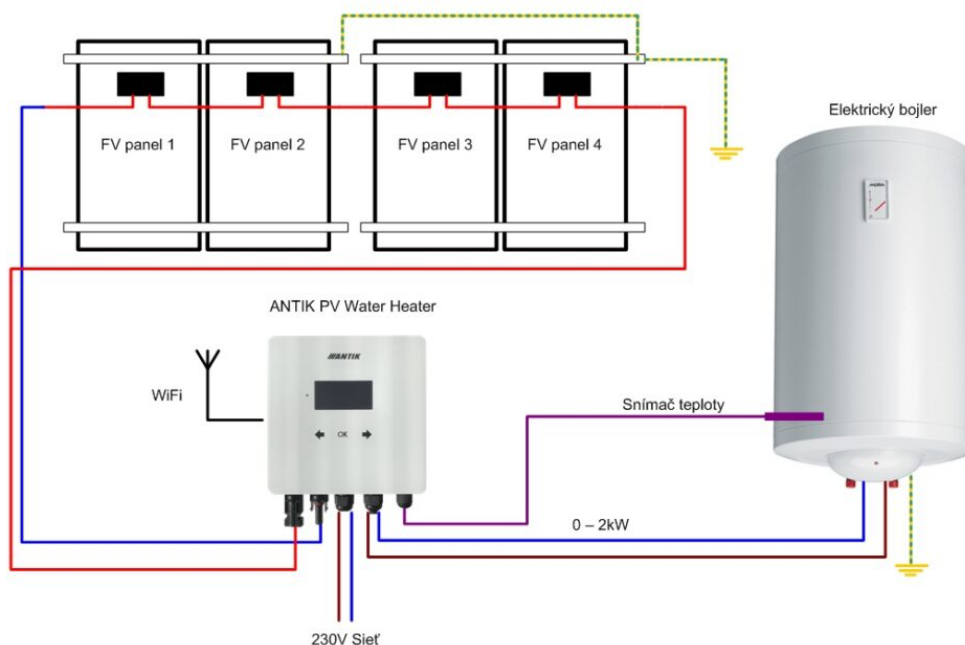 FV panel 1
FV panel 2
FV panel 3
FV panel 4
Elektrický bojler
ANTIK PV Water Heater
ANTIK
WiFi
OK
Snímač teploty
0 – 2kW
230V Sieť